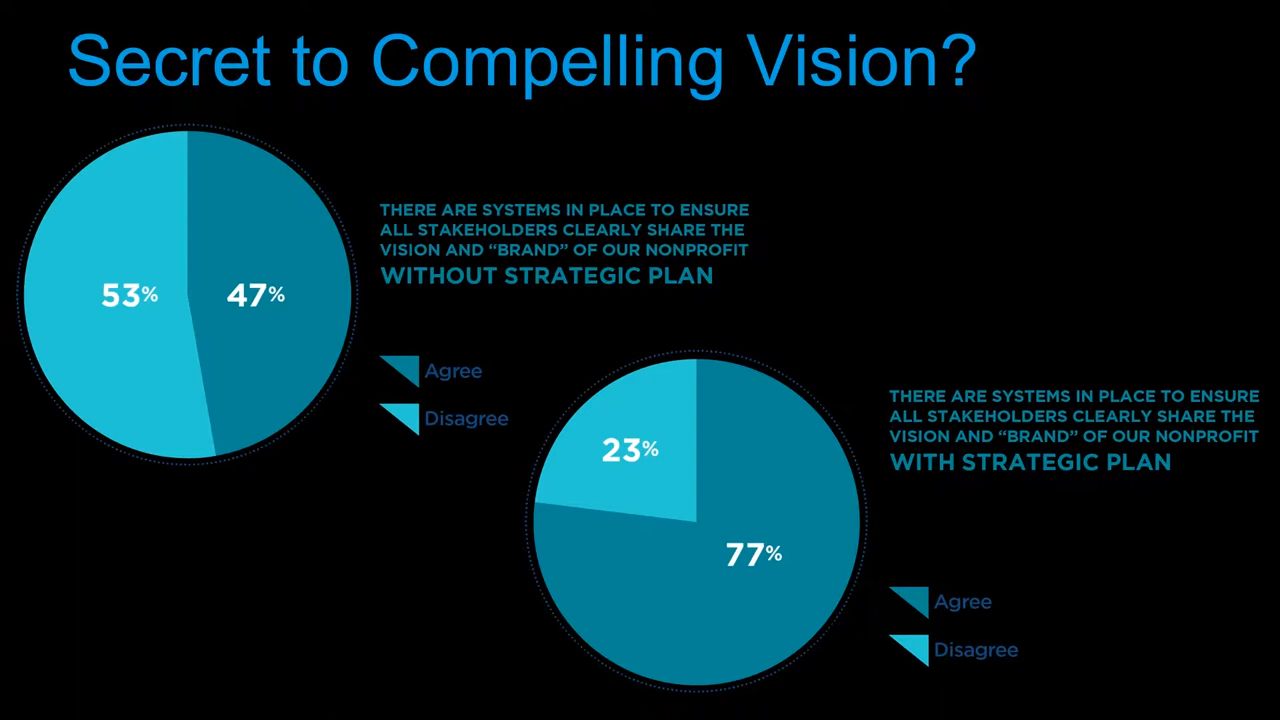 Secret to Compelling Vision?
THERE ARE SYSTEMS IN PLACE TO ENSURE
ALL STAKEHOLDERS CLEARLY SHARE THE
VISION AND “BRAND” OF OUR NONPROFIT
WITHOUT STRATEGIC PLAN
53%
47%
Agree
Disagree
THERE ARE SYSTEMS IN PLACE TO ENSURE
ALL STAKEHOLDERS CLEARLY SHARE THE
VISION AND “BRAND” OF OUR NONPROFIT
WITH STRATEGIC PLAN
23%
77%
Agree
Disagree